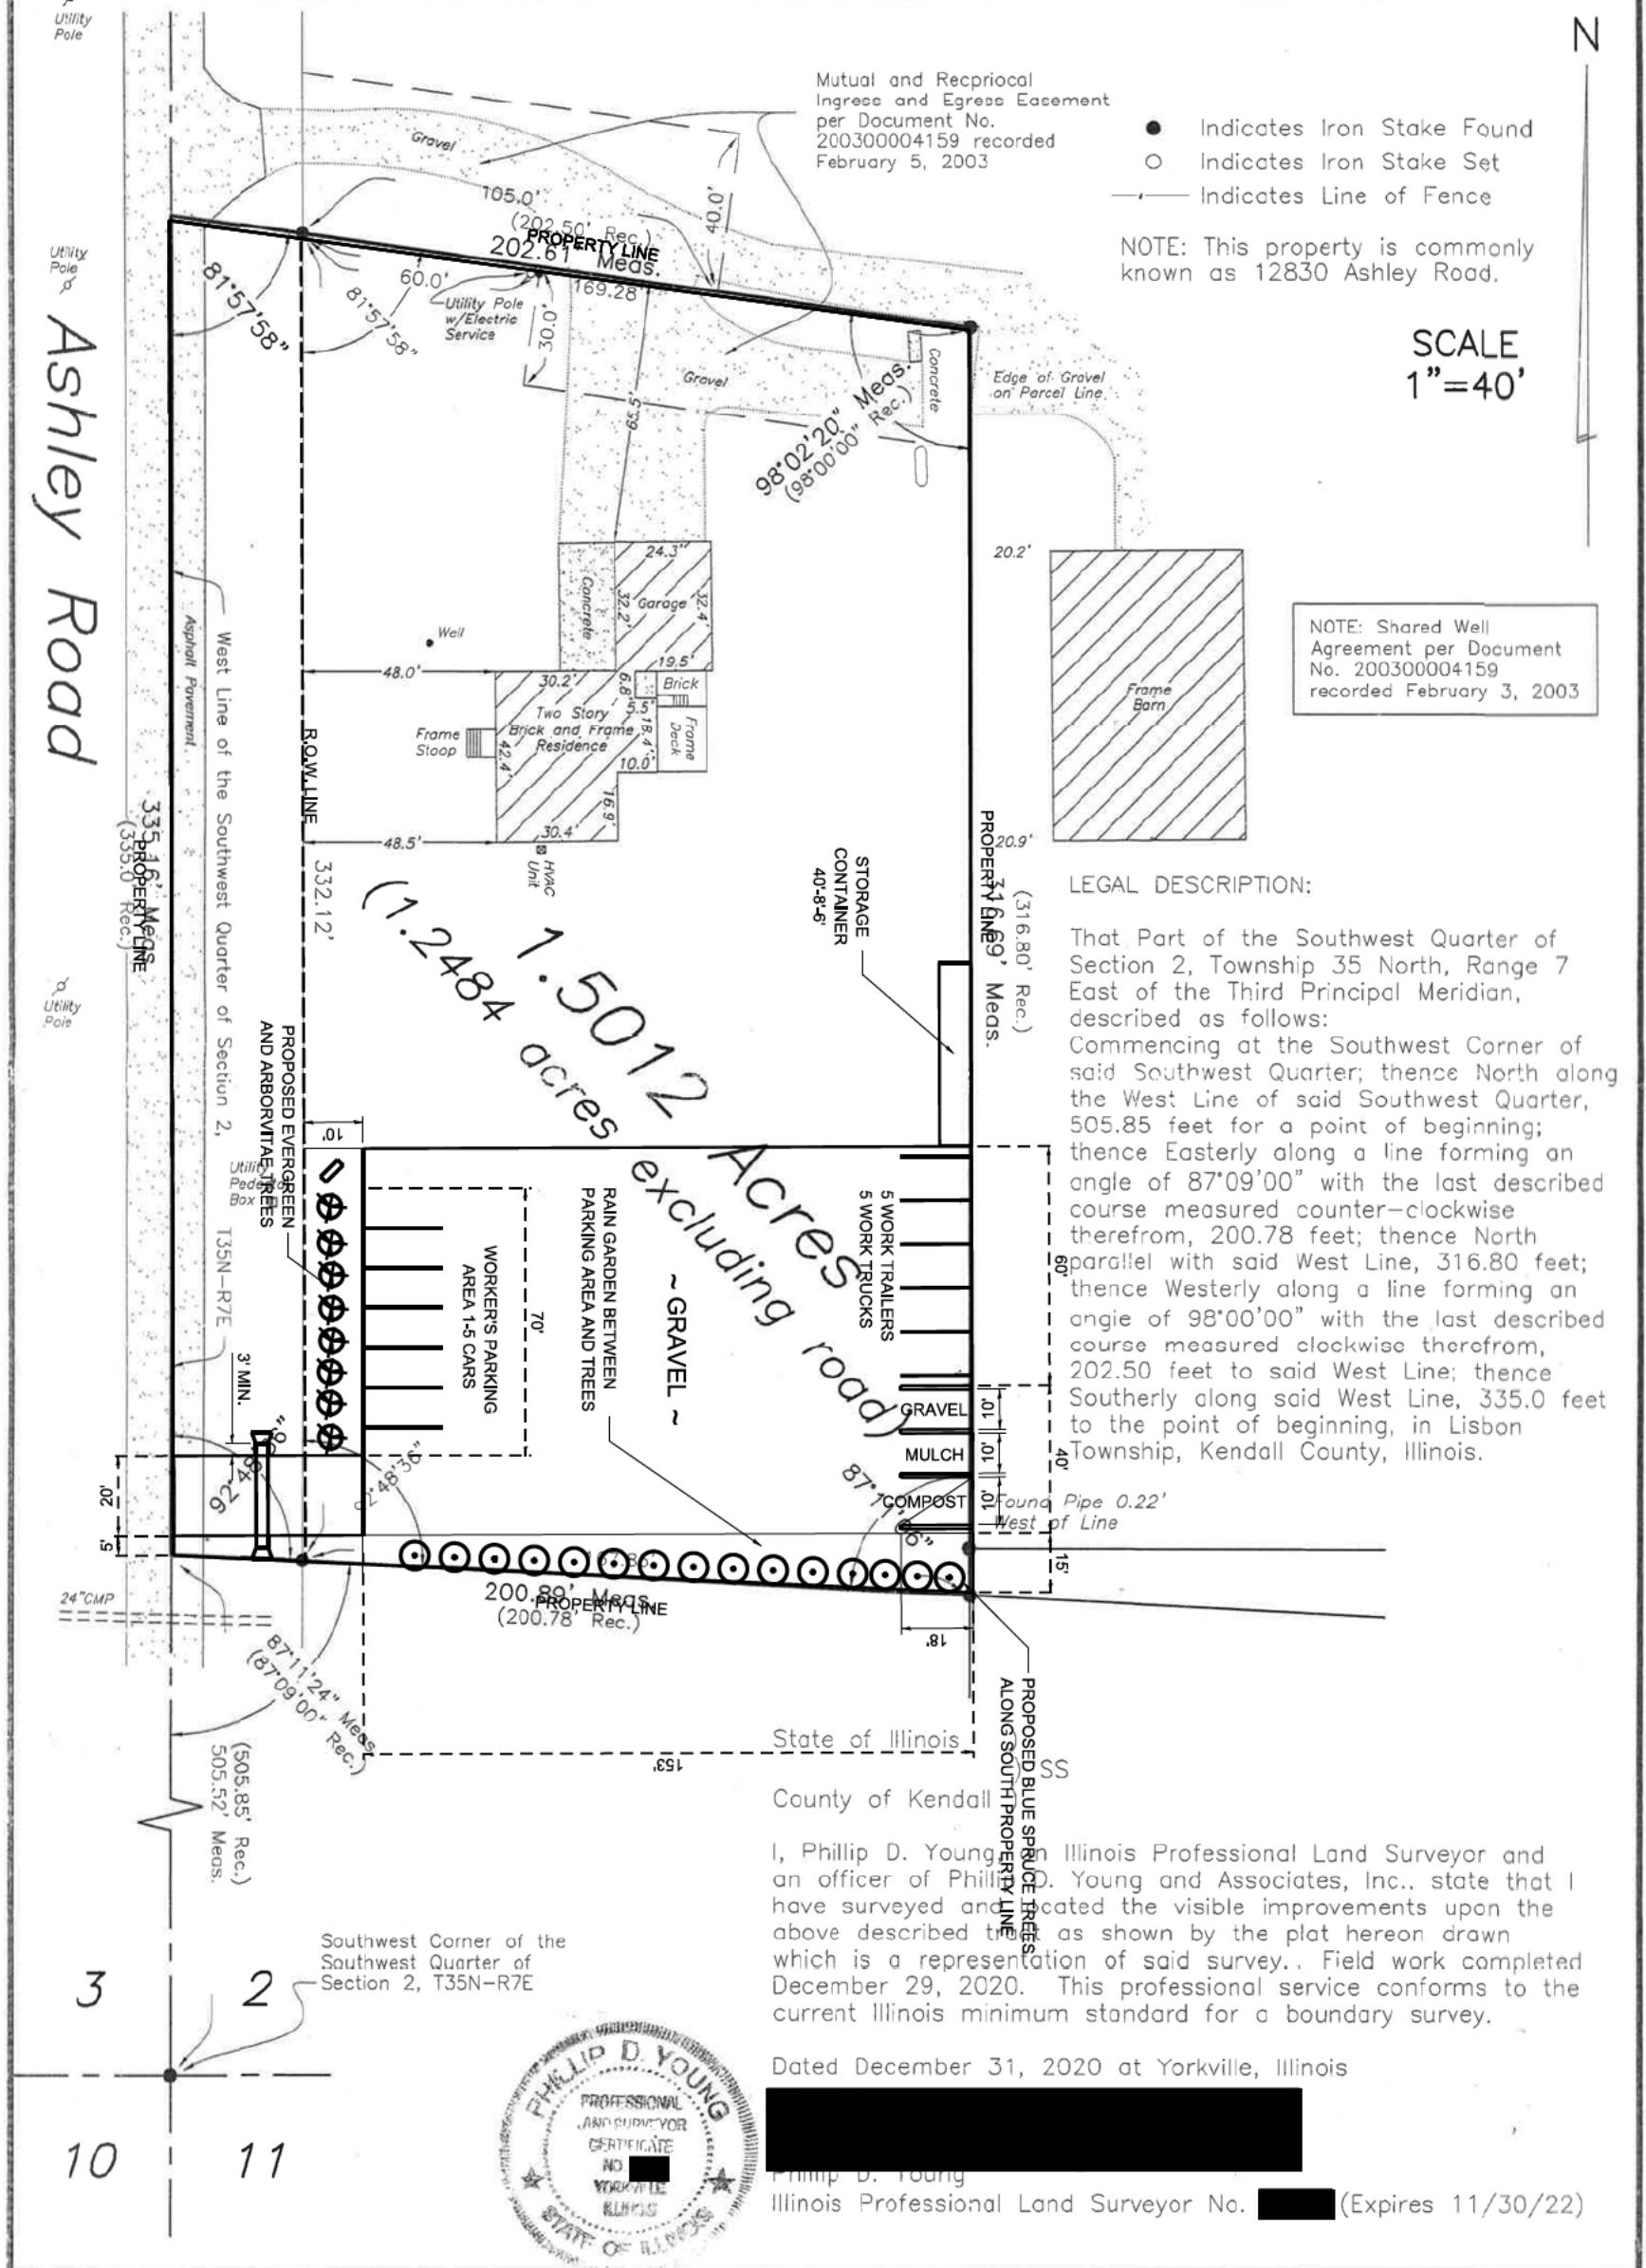 Utility
Pole
N
Mutual and Recpriocal
Ingress and Egress Easement
per Document No.
200300004159 recorded
February 5, 2003
Indicates Iron Stake Found
Indicates Iron Stake Set
Indicates Line of Fence
NOTE: This property is commonly
known as 12830 Ashley Road.
SCALE
1"=40'
Gravel
105.0'
(202.50' Rec.)
PROPERTY LINE
202.61' Meas.
40.0'
Utility
Pole
81°57'58"
81°57'58"
60.0'
Utility Pole
w/Electric
Service
169.28'
30.0'
63.5'
Gravel
Concrete
98°02'20" Meas.
(98°00'00" Rec.)
Edge of Gravel
on Parcel Line
Ashley Road
20.2'
24.3'
Concrete
32.2'
Garage
32.4'
19.5'
Well
48.0'
30.2'
6.8'
5.5'
Brick
Two Story
Brick and Frame
Residence
18.4'
10.0'
Frame
Deck
Frame
Stoop
42.4'
16.9'
30.4'
48.5'
HVAC
Unit
Frame
Barn
20.9'
NOTE: Shared Well
Agreement per Document
No. 200300004159
recorded February 3, 2003
Asphalt Pavement
West Line of the Southwest Quarter of Section 2,
T35N-R7E
R.O.W. LINE
332.12'
335.16' Meas.
PROPERTY LINE
(335.0' Rec.)
Utility
Pole
STORAGE
CONTAINER
40'-8'-6'
PROPERTY LINE
316.69' Meas.
(316.80' Rec.)
1.5012 Acres
(1.2484 acres excluding road)
LEGAL DESCRIPTION:
That Part of the Southwest Quarter of
Section 2, Township 35 North, Range 7
East of the Third Principal Meridian,
described as follows:
Commencing at the Southwest Corner of
said Southwest Quarter; thence North along
the West Line of said Southwest Quarter,
505.85 feet for a point of beginning;
thence Easterly along a line forming an
angle of 87°09'00" with the last described
course measured counter-clockwise
therefrom, 200.78 feet; thence North
parallel with said West Line, 316.80 feet;
thence Westerly along a line forming an
angle of 98°00'00" with the last described
course measured clockwise therefrom,
202.50 feet to said West Line; thence
Southerly along said West Line, 335.0 feet
to the point of beginning, in Lisbon
Township, Kendall County, Illinois.
PROPOSED EVERGREEN
AND ARBORVITAE TREES
10'
Utility
Box
WORKER'S PARKING
AREA 1-5 CARS
70'
RAIN GARDEN BETWEEN
PARKING AREA AND TREES
~ GRAVEL ~
5 WORK TRAILERS
5 WORK TRUCKS
60'
GRAVEL
10'
MULCH
10'
COMPOST
10'
40'
15'
3' MIN.
20'
5'
Found Pipe 0.22'
West of Line
200.89' Meas.
PROPERTY LINE
(200.78' Rec.)
18'
24"CMP
87°11'24" Meas.
(87°09'00" Rec.)
153'
(505.85' Rec.)
505.52' Meas.
PROPOSED BLUE SPRUCE TREES
ALONG SOUTH PROPERTY LINE
State of Illinois
SS
County of Kendall
I, Phillip D. Young, an Illinois Professional Land Surveyor and
an officer of Phillip D. Young and Associates, Inc., state that I
have surveyed and located the visible improvements upon the
above described tract as shown by the plat hereon drawn
which is a representation of said survey.. Field work completed
December 29, 2020. This professional service conforms to the
current Illinois minimum standard for a boundary survey.
Dated December 31, 2020 at Yorkville, Illinois
Phillip D. Young
Illinois Professional Land Surveyor No. (Expires 11/30/22)
Southwest Corner of the
Southwest Quarter of
Section 2, T35N-R7E
3 2
10 11
PHILLIP D. YOUNG
PROFESSIONAL
LAND SURVEYOR
CERTIFICATE
NO.
YORKVILLE
ILLINOIS
STATE OF ILLINOIS